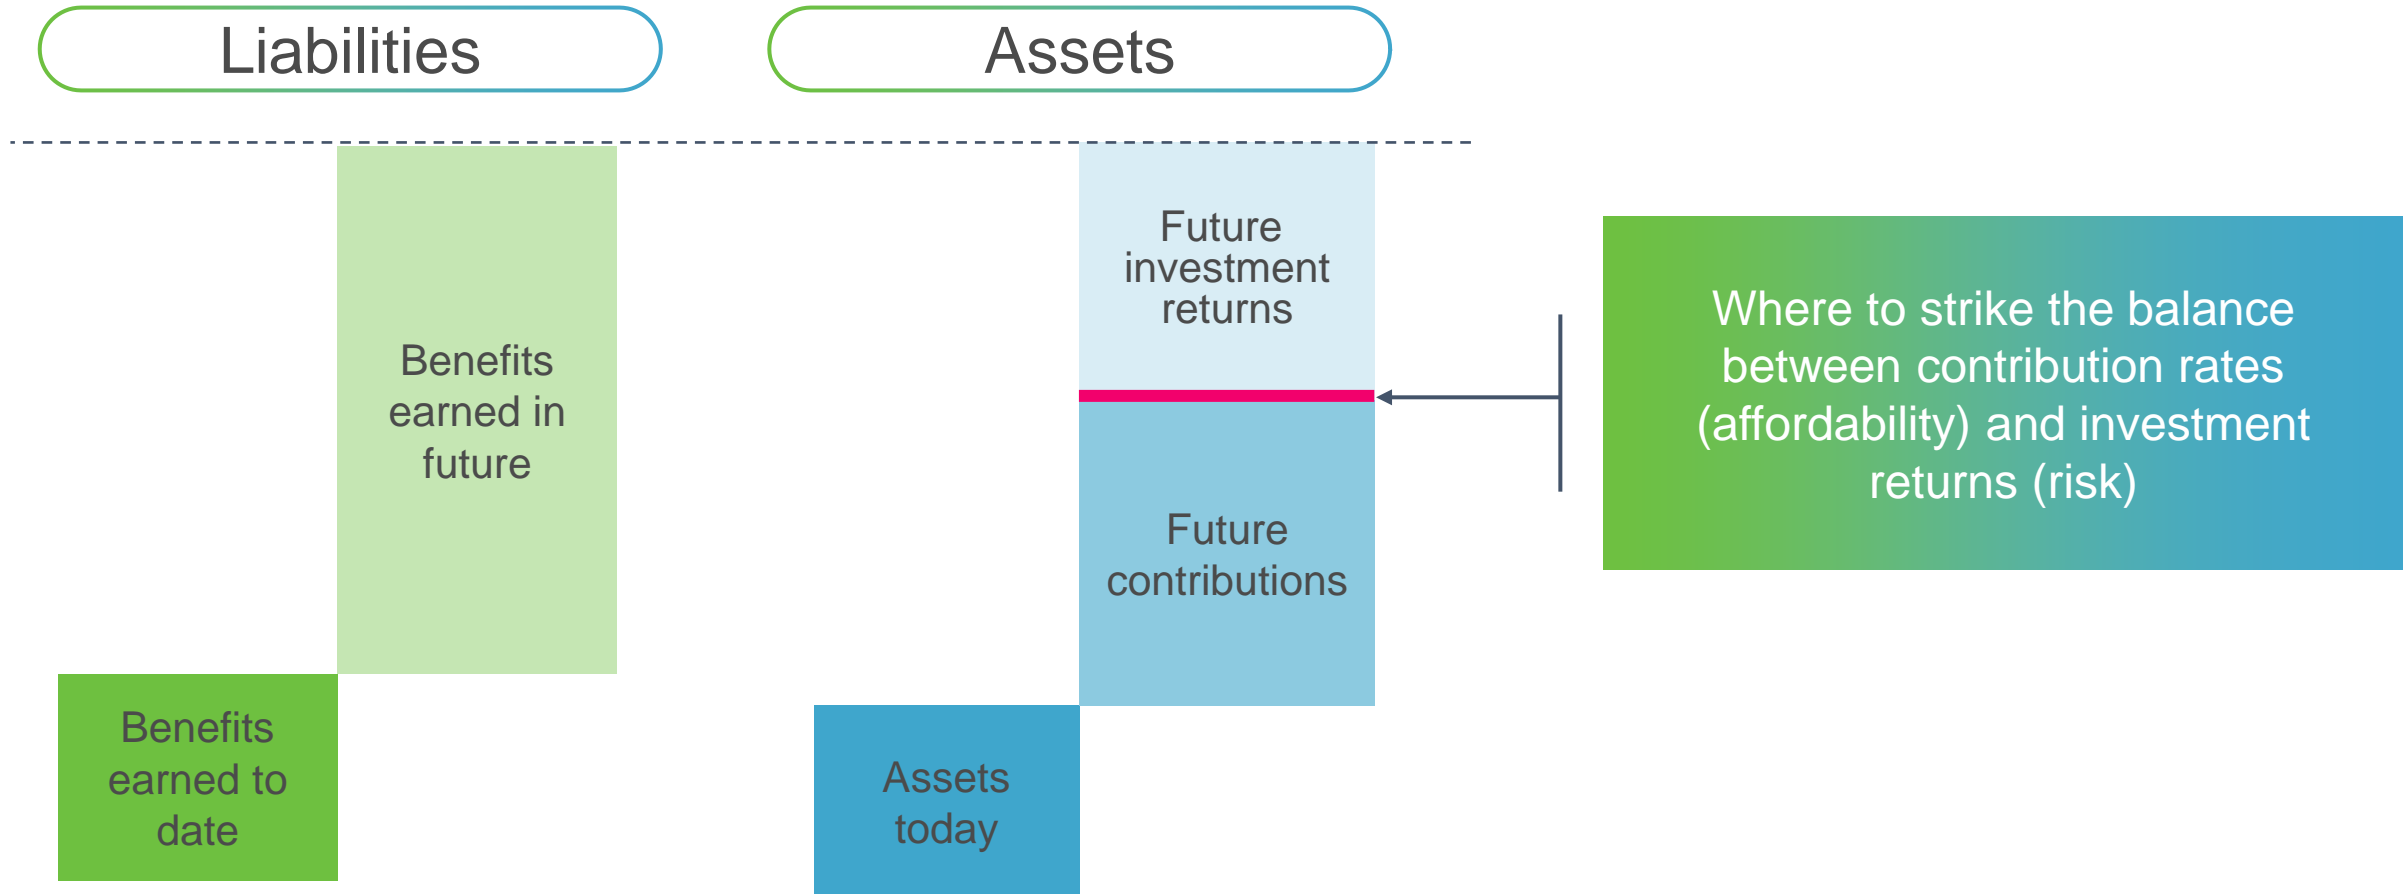 Liabilities
Assets
Benefits
earned in
future
Benefits
earned to
date
Future
investment
returns
Future
contributions
Assets
today
Where to strike the balance
between contribution rates
(affordability) and investment
returns (risk)